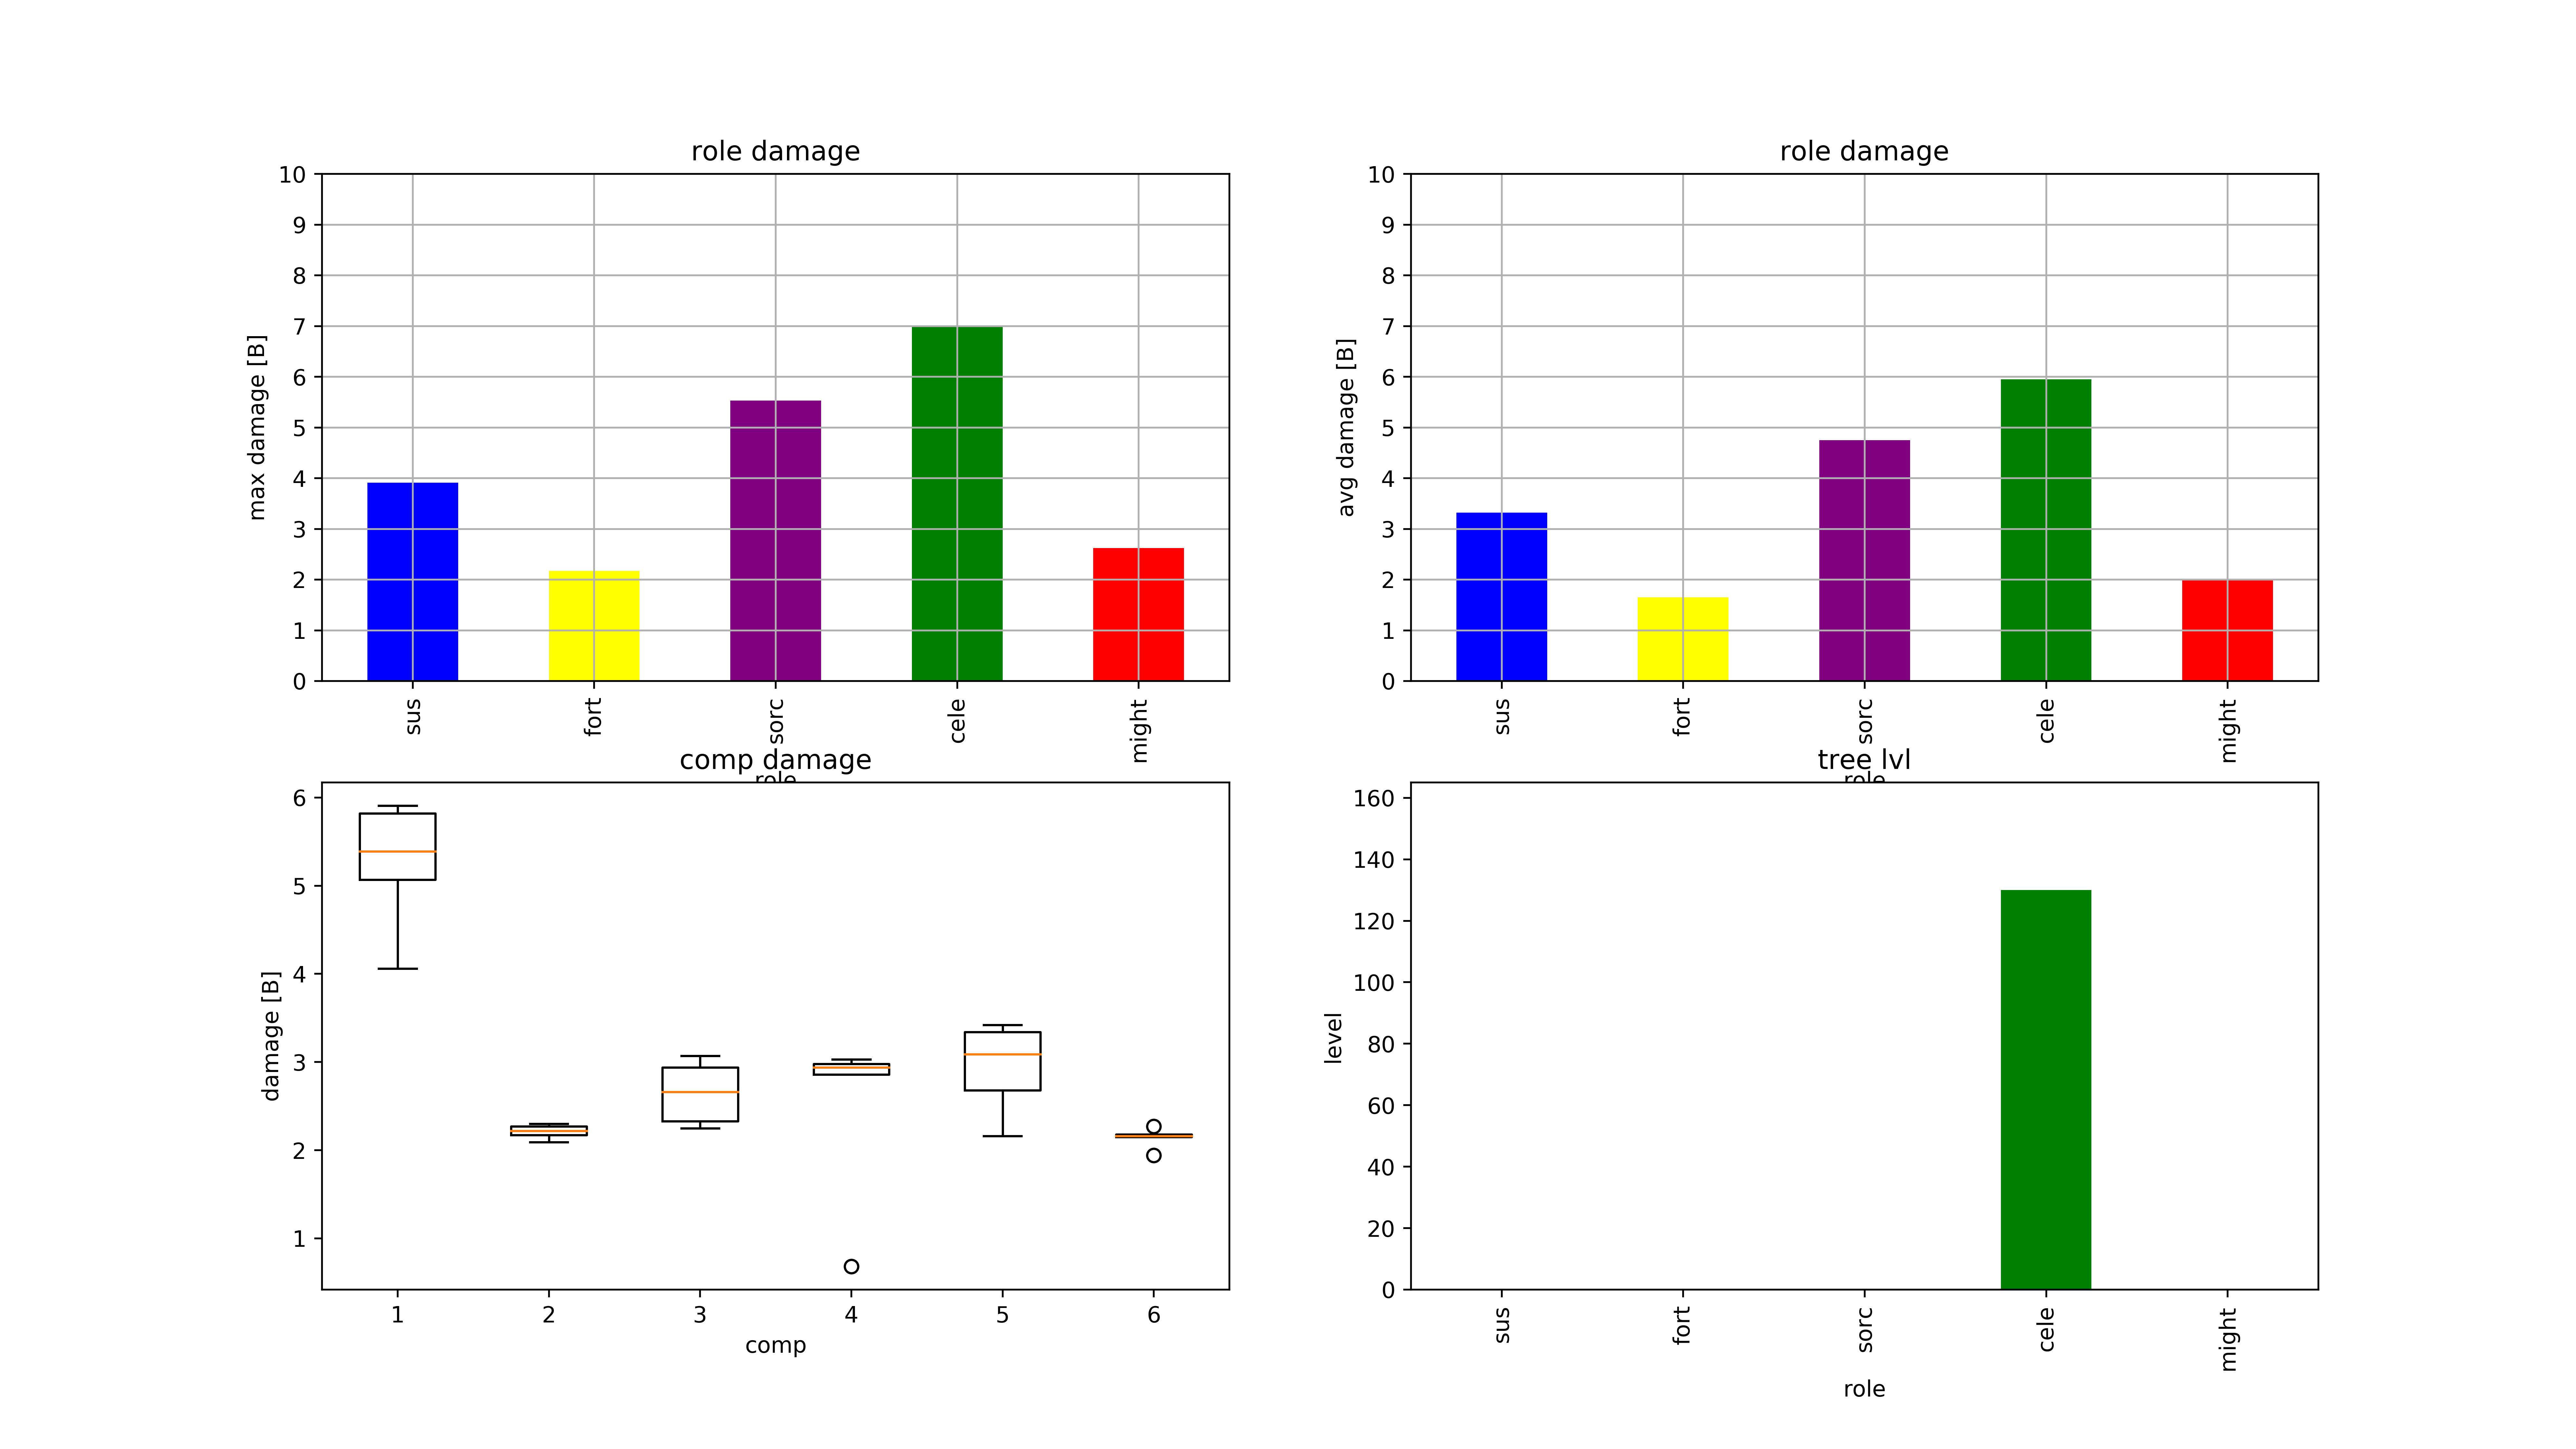 role damage
10
9
8
7
6
5
4
3
2
1
0
max damage [B]
sus
fort
sorc
cele
might
role
role damage
10
9
8
7
6
5
4
3
2
1
0
avg damage [B]
sus
fort
sorc
cele
might
role
comp damage
6
5
4
3
2
1
damage [B]
1 2 3 4 5 6
comp
tree lvl
160
140
120
100
80
60
40
20
0
level
sus
fort
sorc
cele
might
role